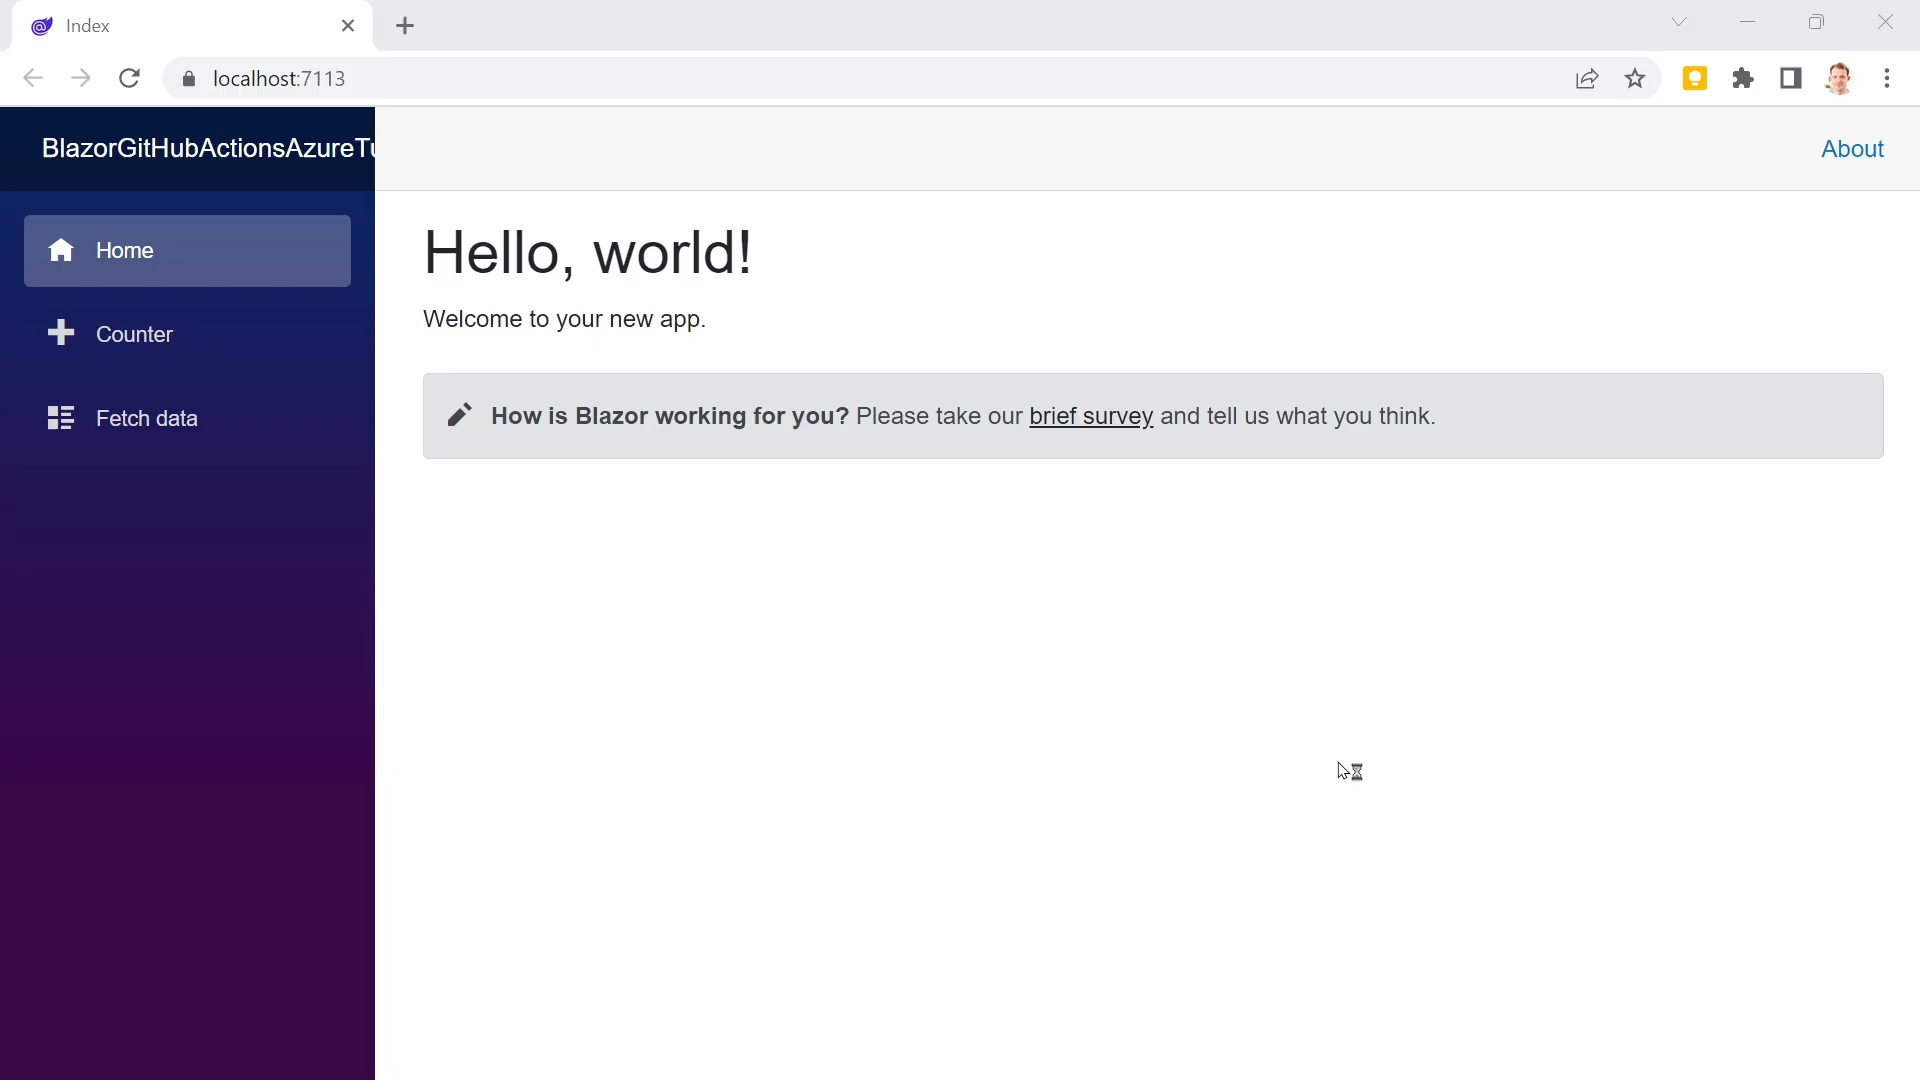 Index
localhost:7113
BlazorGitHubActionsAzureTu
About
Home
Hello, world!
Welcome to your new app.
Counter
How is Blazor working for you? Please take our brief survey and tell us what you think.
Fetch data